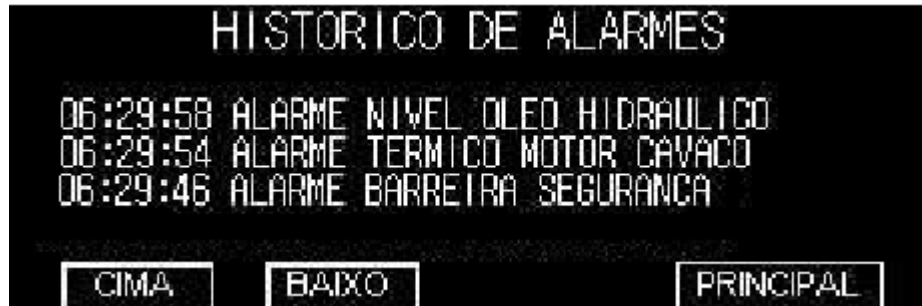 HISTORICO DE ALARMES
06:29:58 ALARME NIVEL OLEO HIDRAULICO
06:29:54 ALARME TERMICO MOTOR CAVACO
06:29:46 ALARME BARREIRA SEGURANCA
CIMA BAIXO PRINCIPAL